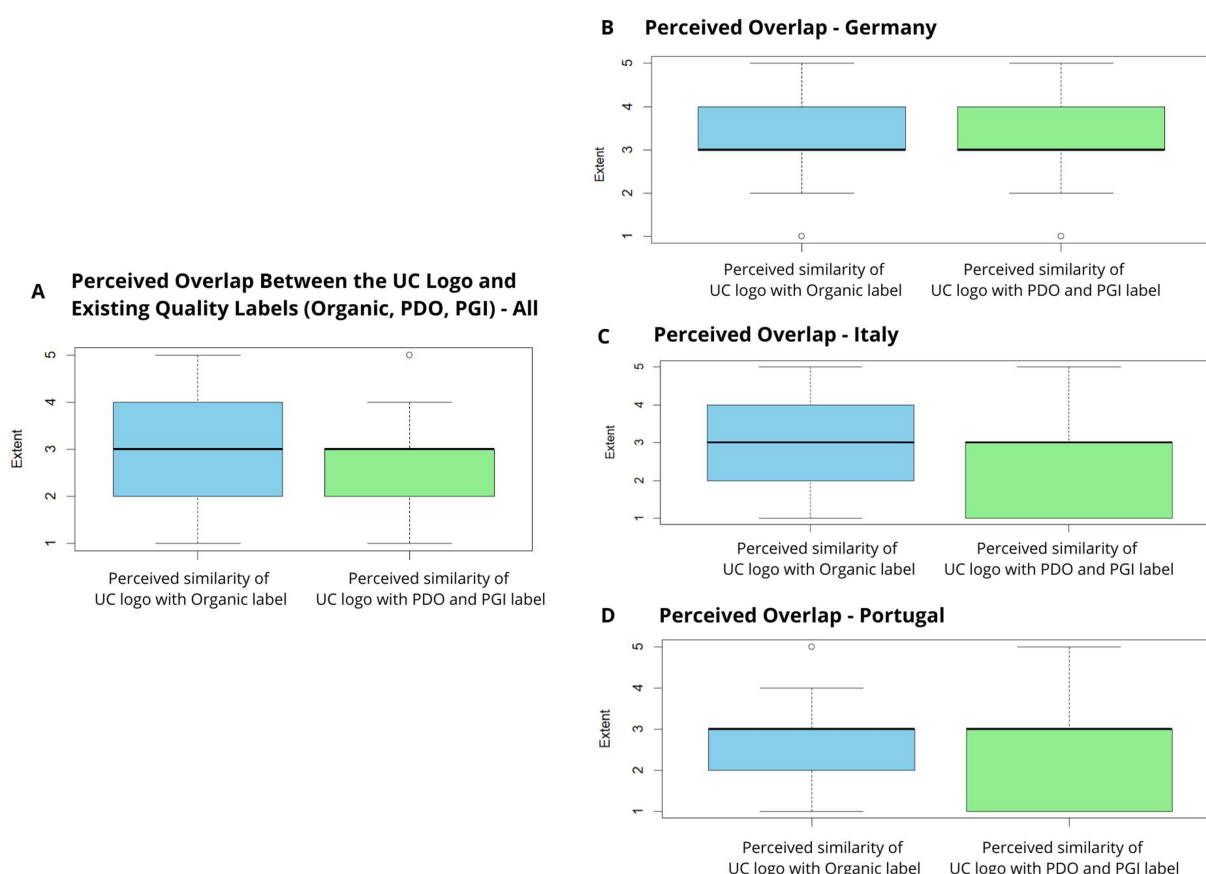 A
Perceived Overlap Between the UC Logo and
Existing Quality Labels (Organic, PDO, PGI) - All
Extent
5
4
3
2
1
Perceived similarity of
UC logo with Organic label
Perceived similarity of
UC logo with PDO and PGI label
B
Perceived Overlap - Germany
Extent
5
4
3
2
1
Perceived similarity of
UC logo with Organic label
Perceived similarity of
UC logo with PDO and PGI label
C
Perceived Overlap - Italy
Extent
5
4
3
2
1
Perceived similarity of
UC logo with Organic label
Perceived similarity of
UC logo with PDO and PGI label
D
Perceived Overlap - Portugal
Extent
5
4
3
2
1
Perceived similarity of
UC logo with Organic label
Perceived similarity of
UC logo with PDO and PGI label